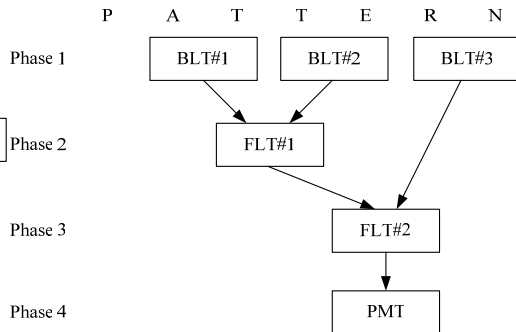 P A T T E R N
Phase 1 BLT#1 BLT#2 BLT#3
Phase 2 FLT#1
Phase 3 FLT#2
Phase 4 PMT